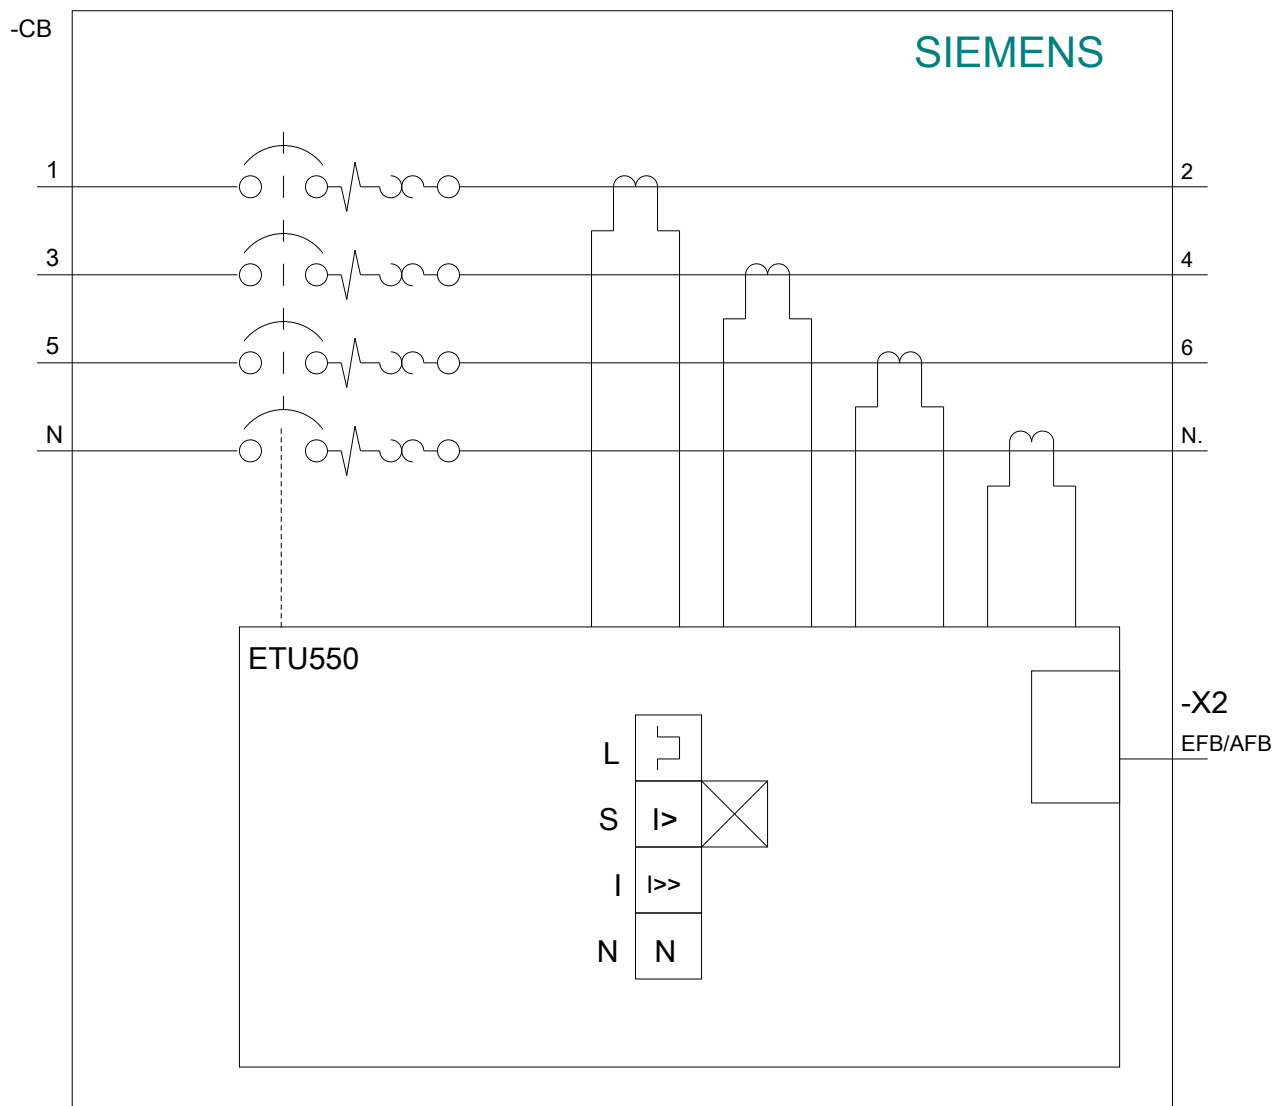 -CB
SIEMENS
1 2
3 4
5 6
N N.
ETU550
-X2
EFB/AFB
L
S I>
I I>>
N N